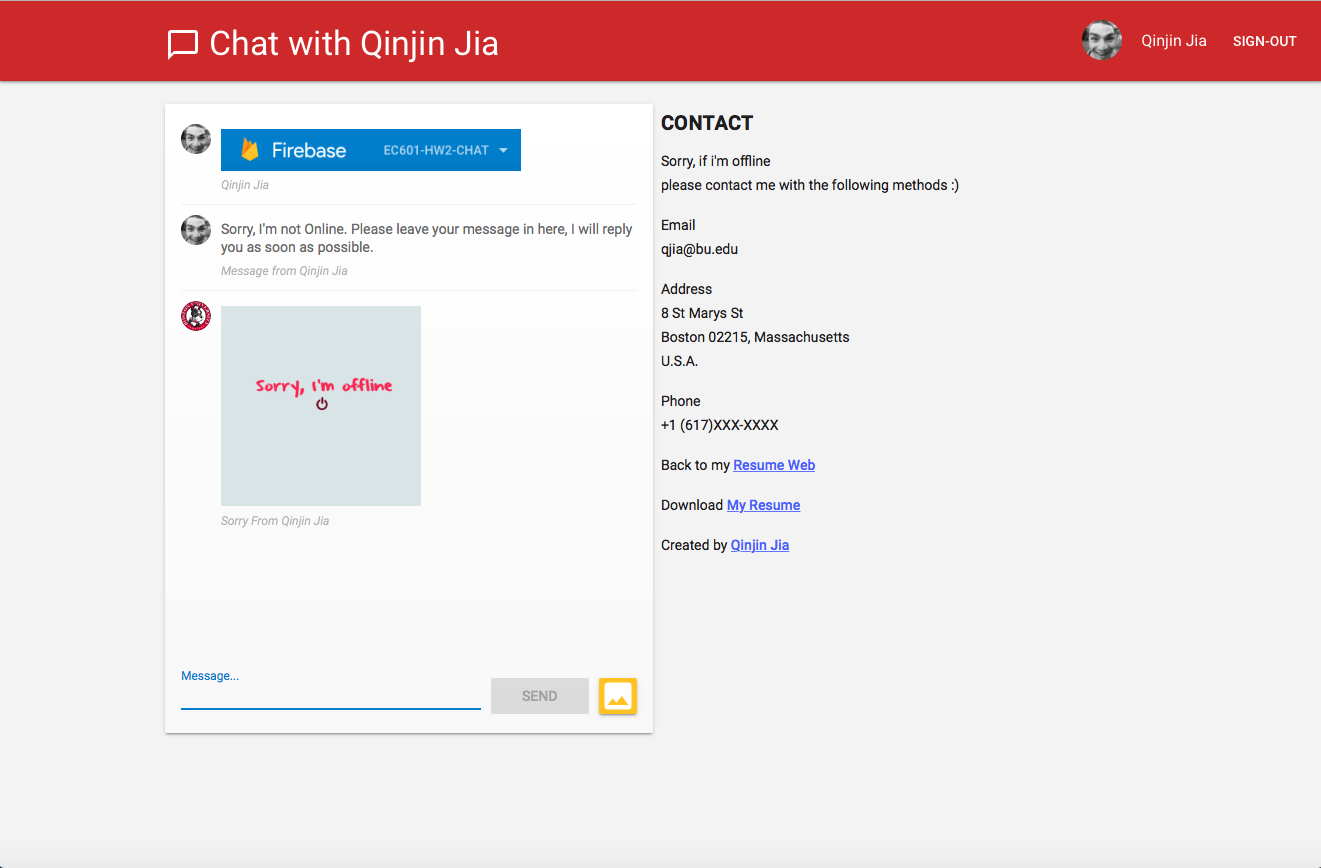 Chat with Qinjin Jia
Qinjin Jia
SIGN-OUT
Firebase
EC601-HW2-CHAT
Qinjin Jia
Sorry, I'm not Online. Please leave your message in here, I will reply
you as soon as possible.
Message from Qinjin Jia
Sorry, I'm offline
Sorry From Qinjin Jia
Message...
SEND
CONTACT
Sorry, if i'm offline
please contact me with the following methods :)
Email
qjia@bu.edu
Address
8 St Marys St
Boston 02215, Massachusetts
U.S.A.
Phone
+1 (617)XXX-XXXX
Back to my Resume Web
Download My Resume
Created by Qinjin Jia